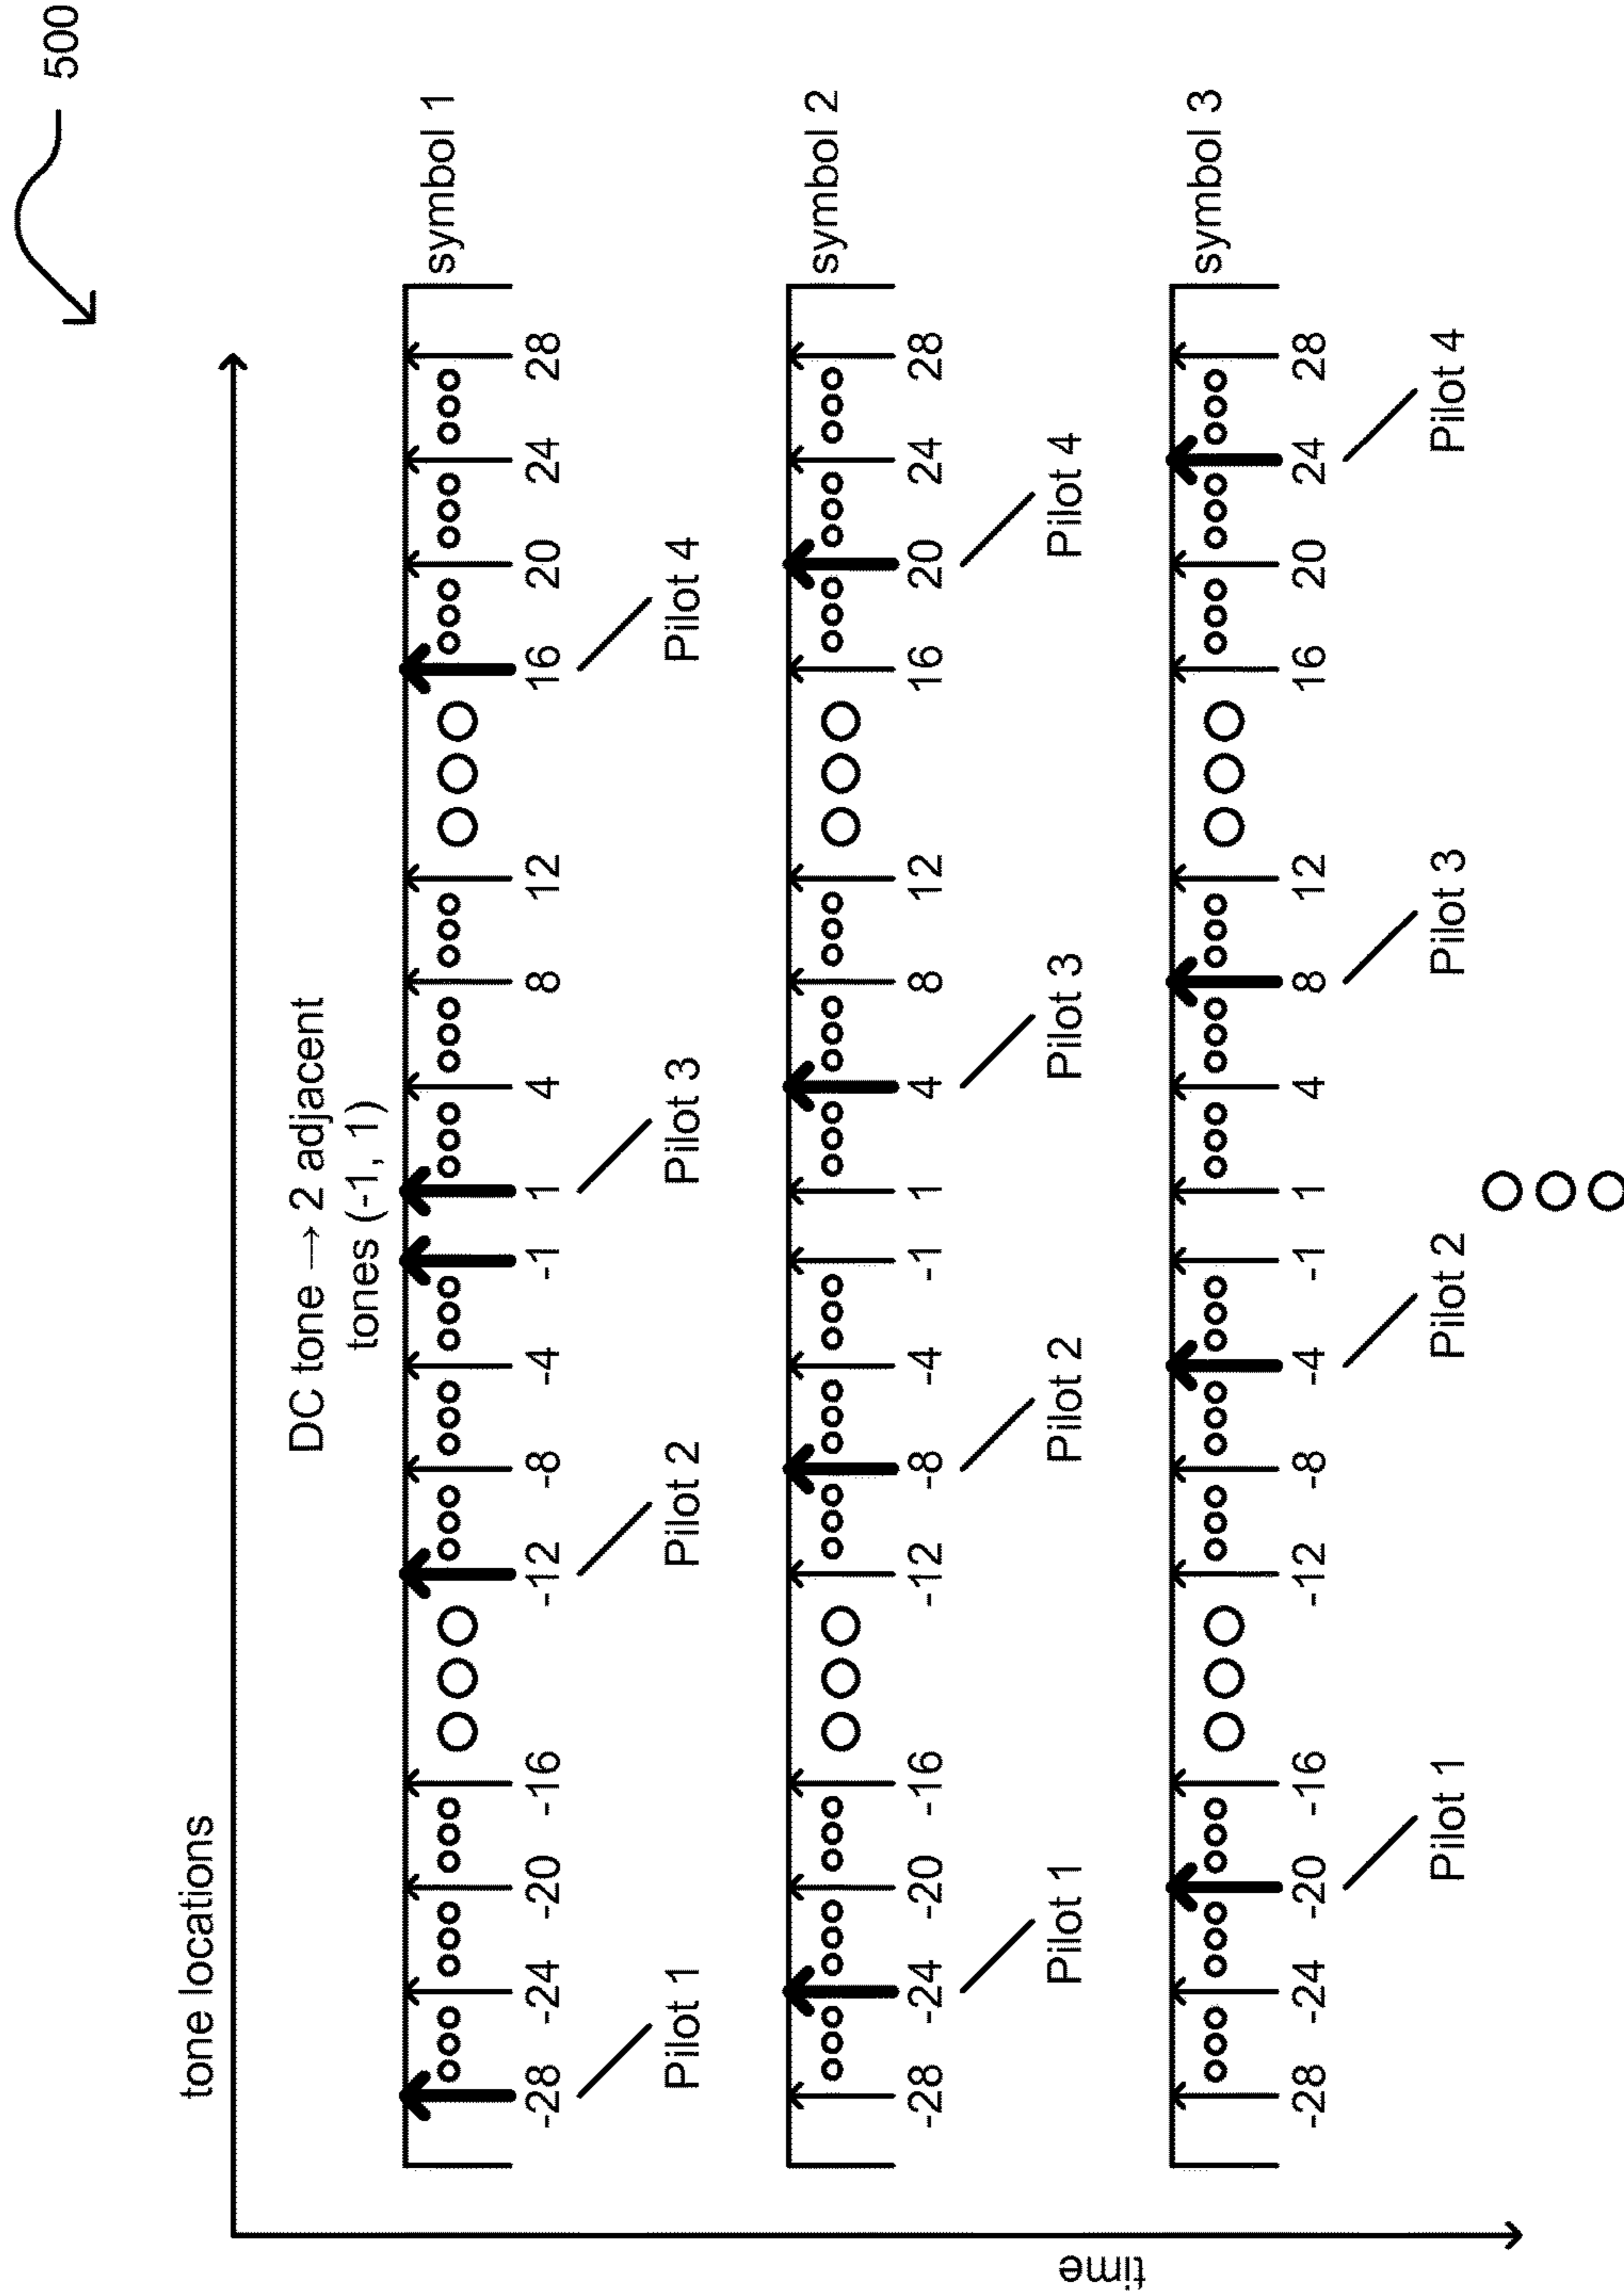 500
tone locations
time
DC tone → 2 adjacent
tones (-1, 1)
symbol 1
-28 -24 -20 -16 -12 -8 -4 -1 1 4 8 12 16 20 24 28
Pilot 1 Pilot 2 Pilot 3 Pilot 4
symbol 2
-28 -24 -20 -16 -12 -8 -4 -1 1 4 8 12 16 20 24 28
Pilot 1 Pilot 2 Pilot 3 Pilot 4
symbol 3
-28 -24 -20 -16 -12 -8 -4 -1 1 4 8 12 16 20 24 28
Pilot 1 Pilot 2 Pilot 3 Pilot 4